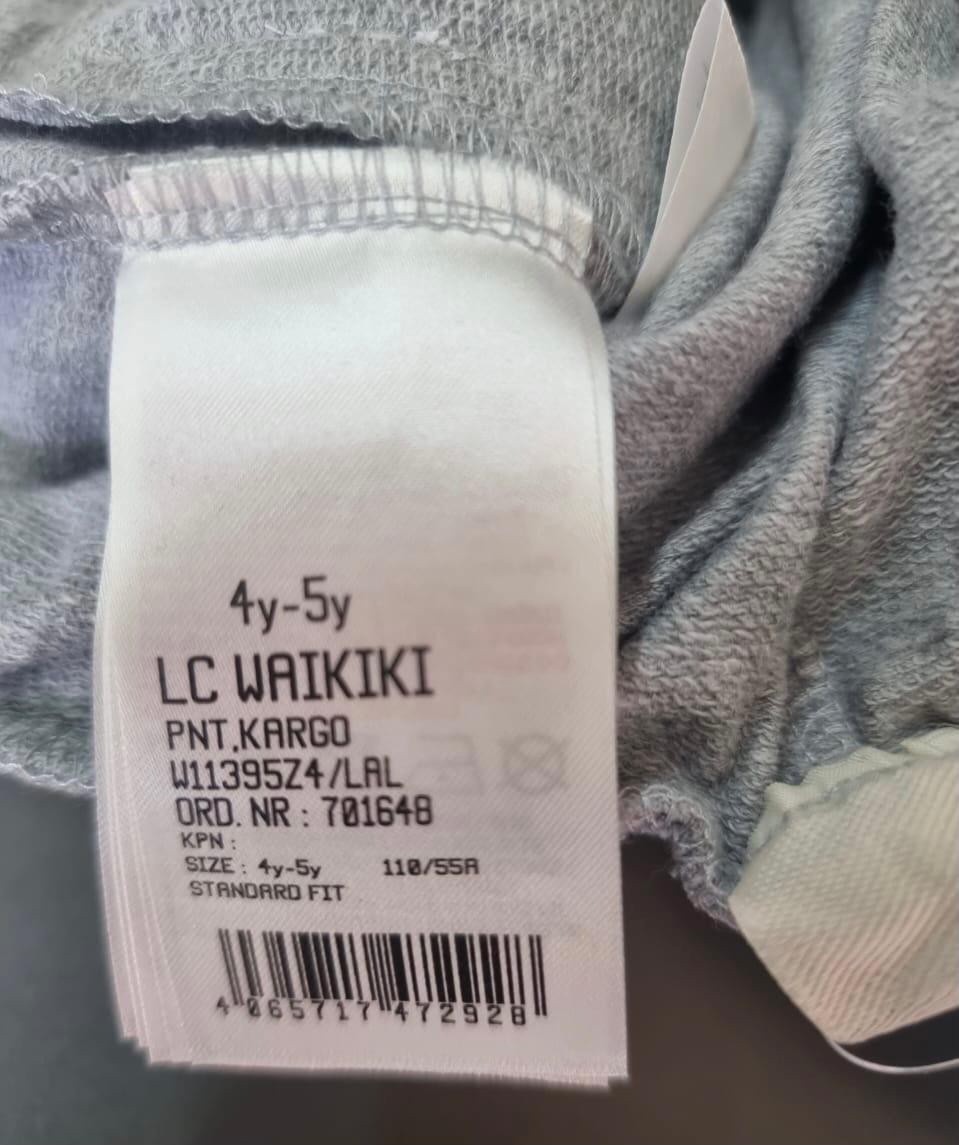 4y-5y
LC WAIKIKI
PNT.KARGO
W11395Z4/LAL
ORD. NR : 701648
KPN :
SIZE : 4y-5y 110/55A
STANDARD FIT
4 065717 472928